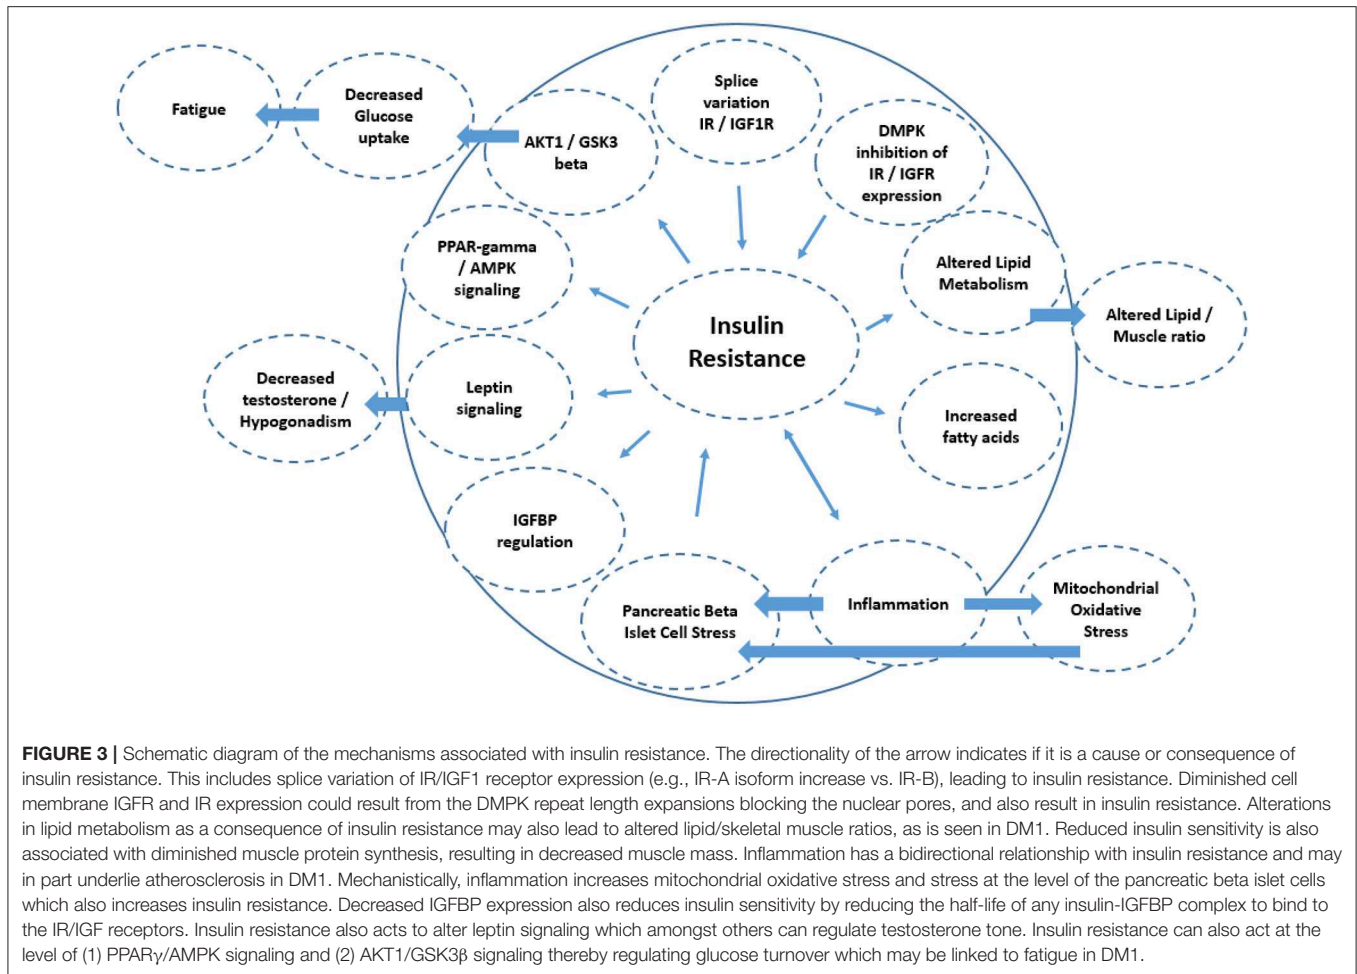 Splice
variation
IR / IGF1R
DMPK
inhibition of
IR / IGFR
expression
AKT1 / GSK3
beta
Decreased
Glucose
uptake
Fatigue
PPAR-gamma
/ AMPK
signaling
Altered Lipid
Metabolism
Altered Lipid /
Muscle ratio
Insulin
Resistance
Decreased
testosterone /
Hypogonadism
Leptin
signaling
Increased
fatty acids
IGFBP
regulation
Pancreatic Beta
Islet Cell Stress
Inflammation
Mitochondrial
Oxidative
Stress
FIGURE 3 | Schematic diagram of the mechanisms associated with insulin resistance. The directionality of the arrow indicates if it is a cause or consequence of
insulin resistance. This includes splice variation of IR/IGF1 receptor expression (e.g., IR-A isoform increase vs. IR-B), leading to insulin resistance. Diminished cell
membrane IGFR and IR expression could result from the DMPK repeat length expansions blocking the nuclear pores, and also result in insulin resistance. Alterations
in lipid metabolism as a consequence of insulin resistance may also lead to altered lipid/skeletal muscle ratios, as is seen in DM1. Reduced insulin sensitivity is also
associated with diminished muscle protein synthesis, resulting in decreased muscle mass. Inflammation has a bidirectional relationship with insulin resistance and may
in part underlie atherosclerosis in DM1. Mechanistically, inflammation increases mitochondrial oxidative stress and stress at the level of the pancreatic beta islet cells
which also increases insulin resistance. Decreased IGFBP expression also reduces insulin sensitivity by reducing the half-life of any insulin-IGFBP complex to bind to
the IR/IGF receptors. Insulin resistance also acts to alter leptin signaling which amongst others can regulate testosterone tone. Insulin resistance can also act at the
level of (1) PPARγ/AMPK signaling and (2) AKT1/GSK3β signaling thereby regulating glucose turnover which may be linked to fatigue in DM1.